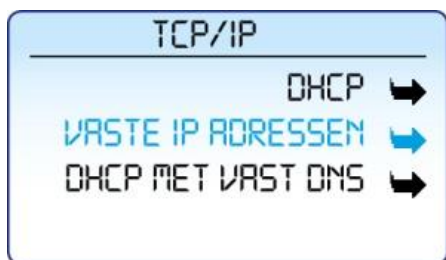 TCP/IP
DHCP
VASTE IP ADRESSEN
DHCP MET VAST DNS